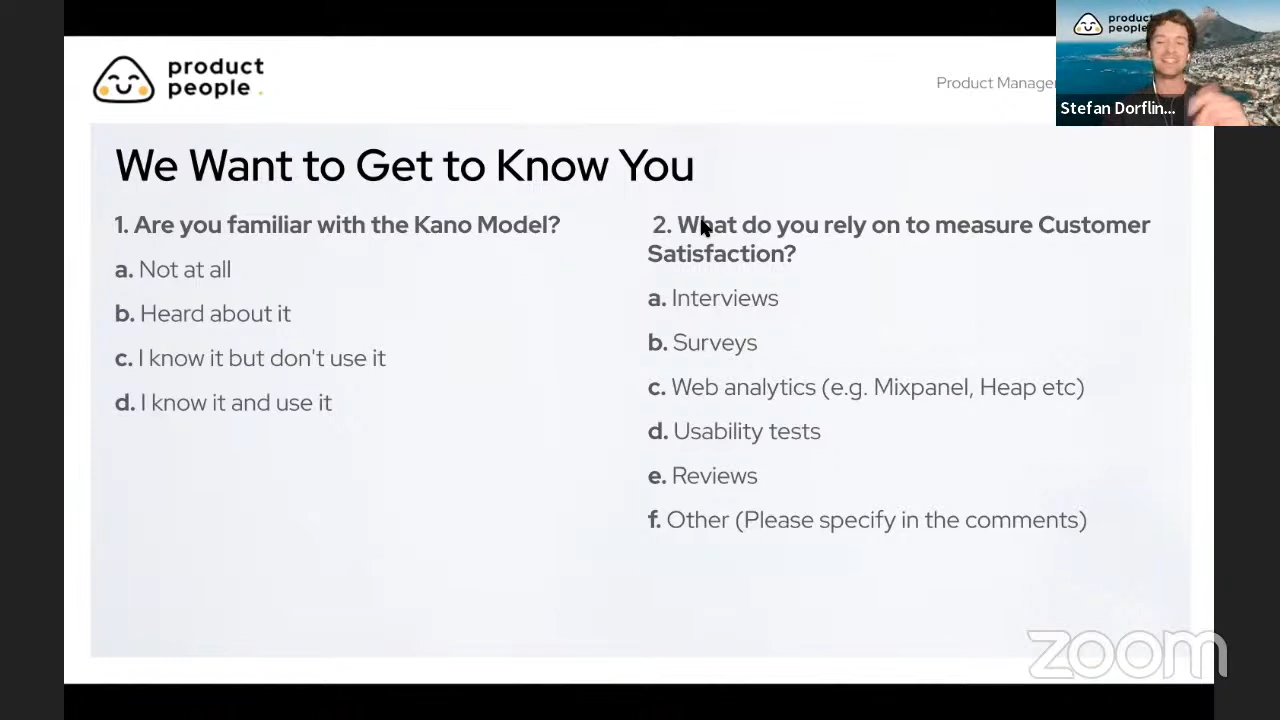 product
people.
Product Manager
product
people
Stefan Dorflin...
We Want to Get to Know You
1. Are you familiar with the Kano Model?
a. Not at all
b. Heard about it
c. I know it but don't use it
d. I know it and use it
2. What do you rely on to measure Customer
Satisfaction?
a. Interviews
b. Surveys
c. Web analytics (e.g. Mixpanel, Heap etc)
d. Usability tests
e. Reviews
f. Other (Please specify in the comments)
zoom